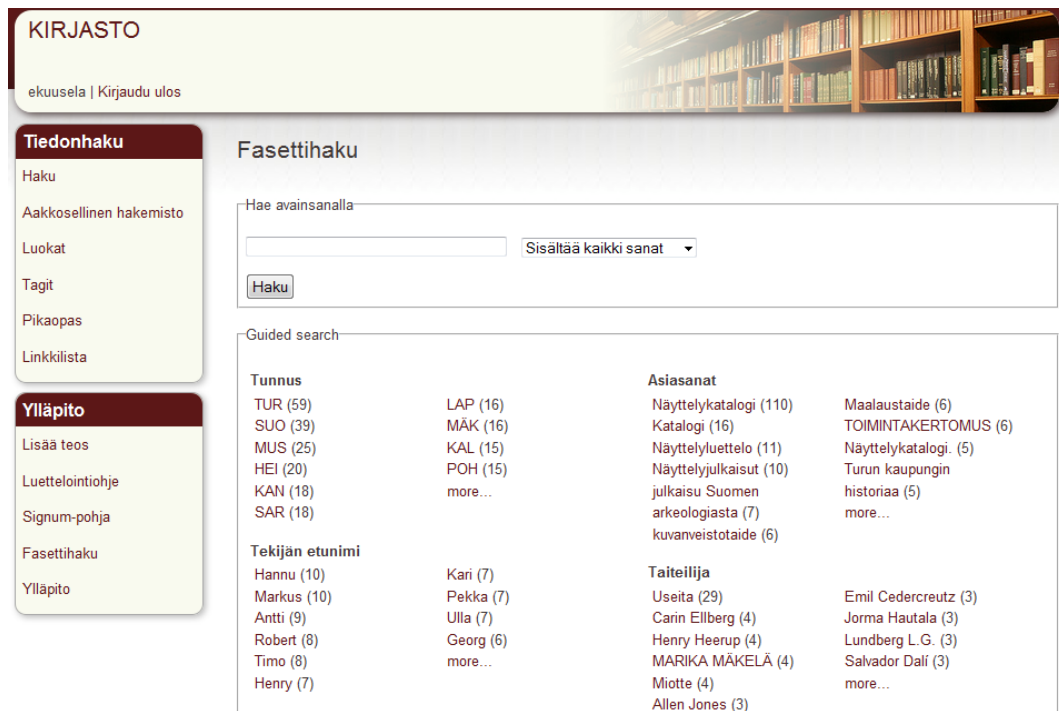 KIRJASTO
ekuusela | Kirjaudu ulos
Tiedonhaku
Haku
Aakkosellinen hakemisto
Luokat
Tagit
Pikaopas
Linkkilista
Ylläpito
Lisää teos
Luettelointiohje
Signum-pohja
Fasettihaku
Ylläpito
Fasettihaku
Hae avainsanalla
Sisältää kaikki sanat
Haku
Guided search
Tunnus
TUR (59)
SUO (39)
MUS (25)
HEI (20)
KAN (18)
SAR (18)
LAP (16)
MÄK (16)
KAL (15)
POH (15)
more...
Tekijän etunimi
Hannu (10)
Markus (10)
Antti (9)
Robert (8)
Timo (8)
Henry (7)
Kari (7)
Pekka (7)
Ulla (7)
Georg (6)
more...
Asiasanat
Näyttelykatalogi (110)
Katalogi (16)
Näyttelyluettelo (11)
Näyttelyjulkaisut (10)
julkaisu Suomen
arkeologiasta (7)
kuvanveistotaide (6)
Maalaustaide (6)
TOIMINTAKERTOMUS (6)
Näyttelykatalogi. (5)
Turun kaupungin
historiaa (5)
more...
Taiteilija
Useita (29)
Carin Ellberg (4)
Henry Heerup (4)
MARIKA MÄKELÄ (4)
Miotte (4)
Allen Jones (3)
Emil Cedercreutz (3)
Jorma Hautala (3)
Lundberg L.G. (3)
Salvador Dalí (3)
more...